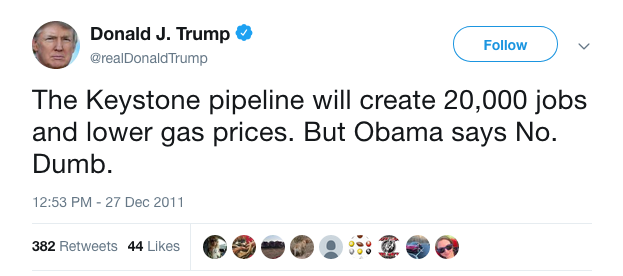 Donald J. Trump
Follow
@realDonaldTrump
The Keystone pipeline will create 20,000 jobs
and lower gas prices. But Obama says No.
Dumb.
12:53 PM - 27 Dec 2011
382 Retweets 44 Likes